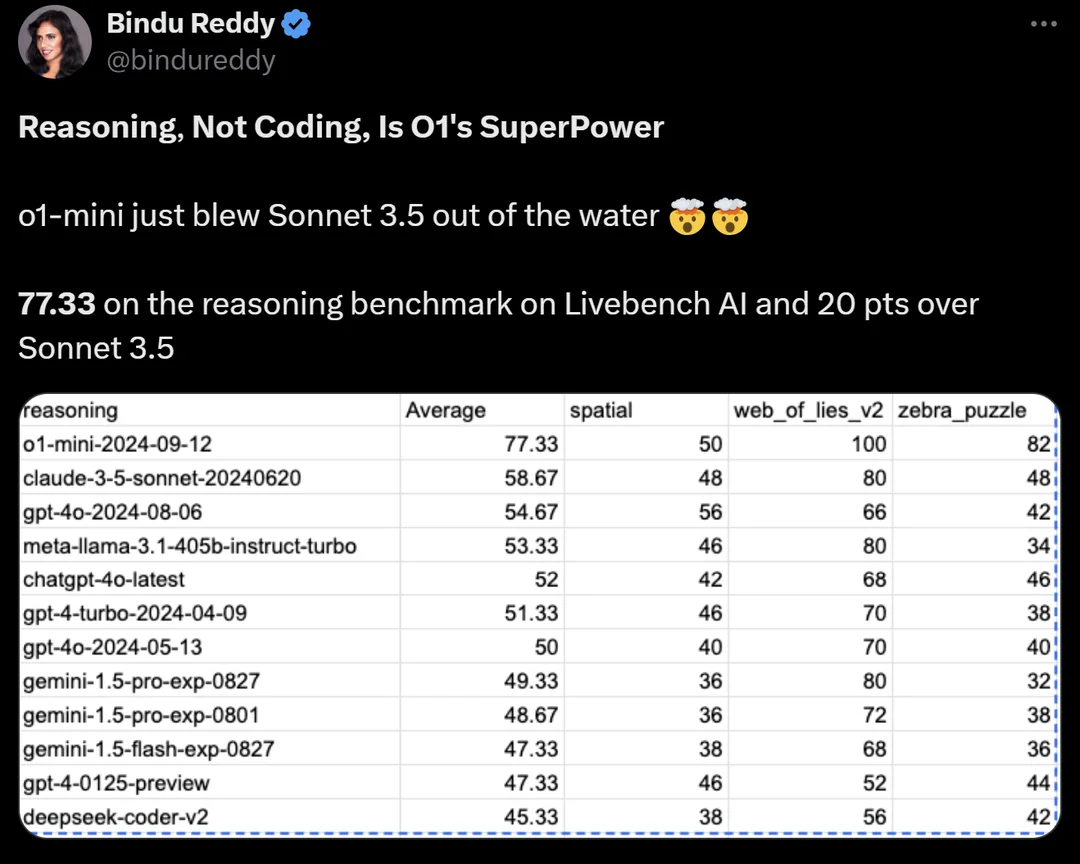 Bindu Reddy
@bindureddy
Reasoning, Not Coding, Is O1's SuperPower
o1-mini just blew Sonnet 3.5 out of the water 🤯🤯
77.33 on the reasoning benchmark on Livebench AI and 20 pts over
Sonnet 3.5
reasoning Average spatial web_of_lies_v2 zebra_puzzle
o1-mini-2024-09-12 77.33 50 100 82
claude-3-5-sonnet-20240620 58.67 48 80 48
gpt-4o-2024-08-06 54.67 56 66 42
meta-llama-3.1-405b-instruct-turbo 53.33 46 80 34
chatgpt-4o-latest 52 42 68 46
gpt-4-turbo-2024-04-09 51.33 46 70 38
gpt-4o-2024-05-13 50 40 70 40
gemini-1.5-pro-exp-0827 49.33 36 80 32
gemini-1.5-pro-exp-0801 48.67 36 72 38
gemini-1.5-flash-exp-0827 47.33 38 68 36
gpt-4-0125-preview 47.33 46 52 44
deepseek-coder-v2 45.33 38 56 42